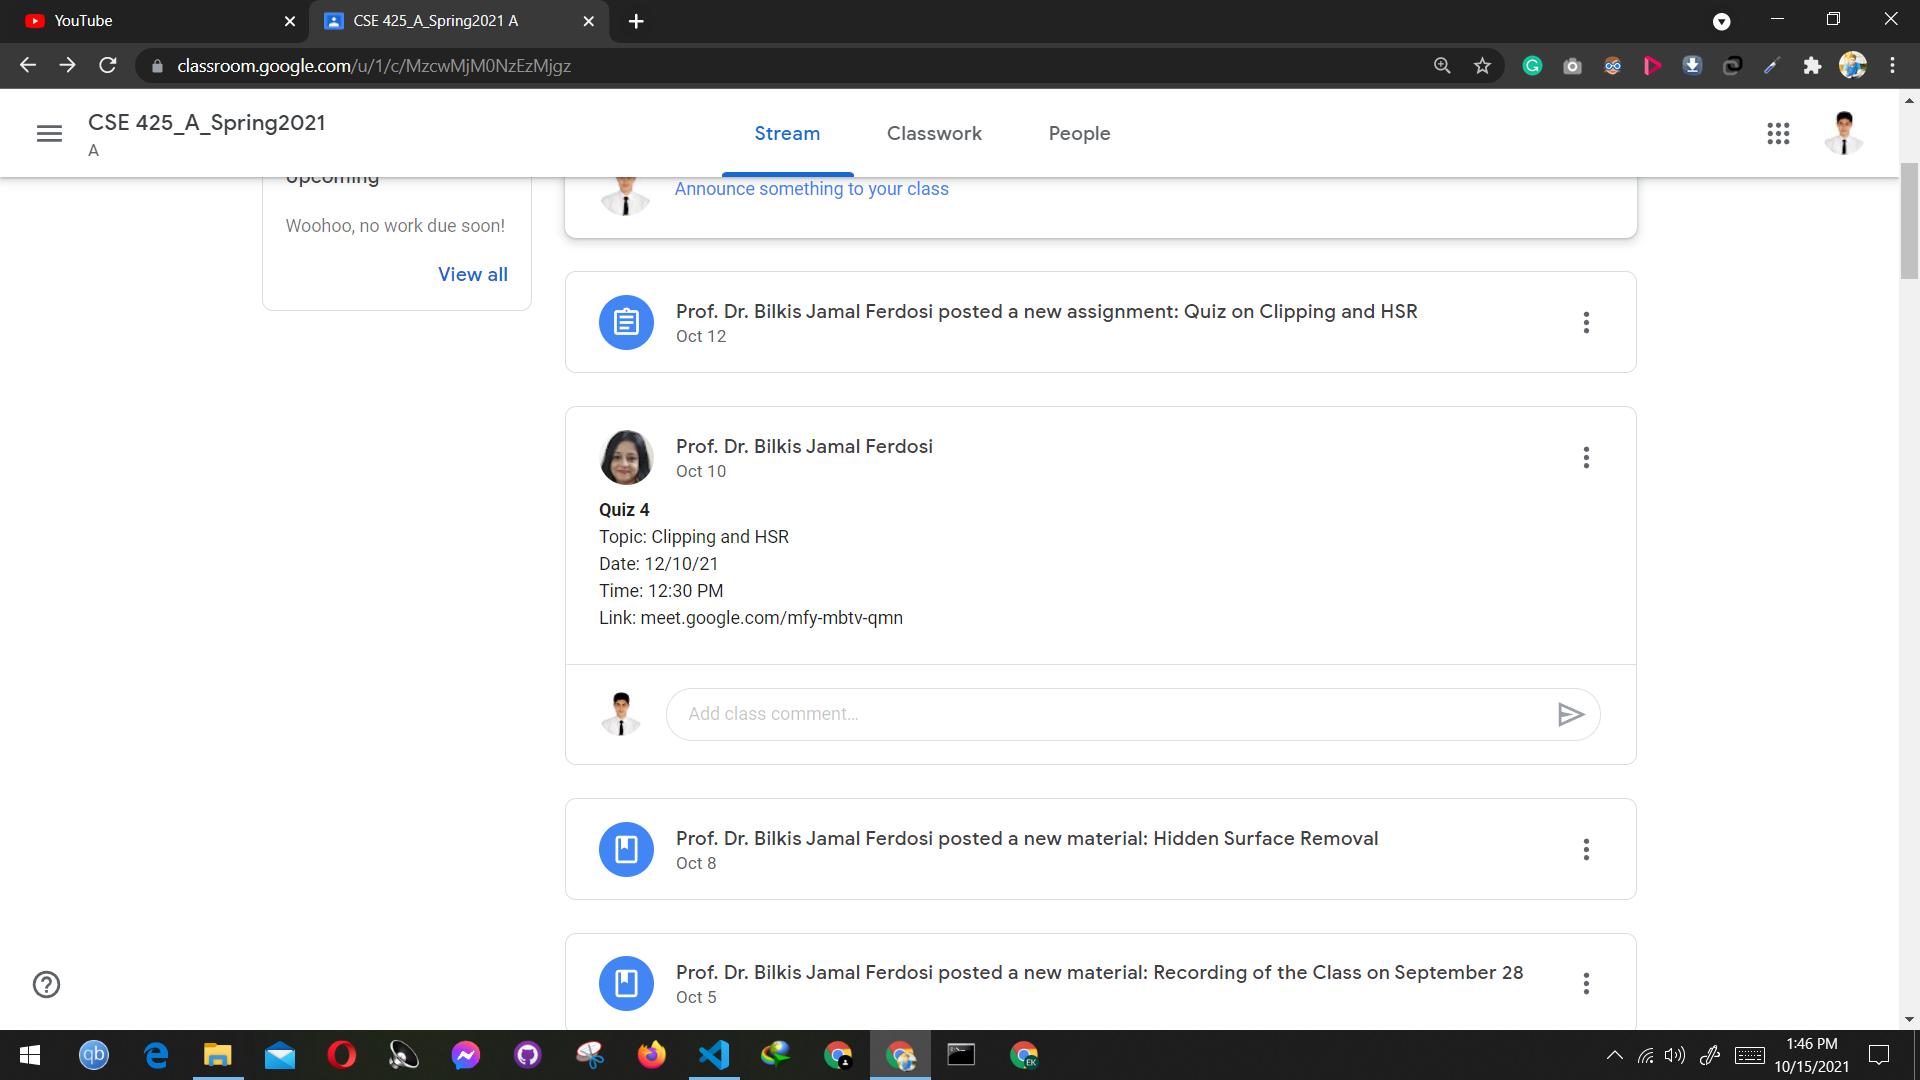 YouTube
CSE 425_A_Spring2021 A
classroom.google.com/u/1/c/MzcwMjM0NzEzMjgz
CSE 425_A_Spring2021
A
Stream
Classwork
People
Upcoming
Woohoo, no work due soon!
View all
Announce something to your class
Prof. Dr. Bilkis Jamal Ferdosi posted a new assignment: Quiz on Clipping and HSR
Oct 12
Prof. Dr. Bilkis Jamal Ferdosi
Oct 10
Quiz 4
Topic: Clipping and HSR
Date: 12/10/21
Time: 12:30 PM
Link: meet.google.com/mfy-mbtv-qmn
Add class comment...
Prof. Dr. Bilkis Jamal Ferdosi posted a new material: Hidden Surface Removal
Oct 8
Prof. Dr. Bilkis Jamal Ferdosi posted a new material: Recording of the Class on September 28
Oct 5
qb
EK
1:46 PM
10/15/2021